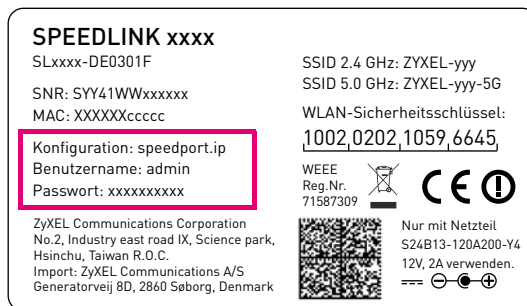 SPEEDLINK xxxx
SLxxxx-DE0301F
SNR: SYY41WWxxxxxx
MAC: XXXXXXccccc
Konfiguration: speedport.ip
Benutzername: admin
Passwort: xxxxxxxxxx
ZyXEL Communications Corporation
No.2, Industry east road IX, Science park,
Hsinchu, Taiwan R.O.C.
Import: ZyXEL Communications A/S
Generatorveij 8D, 2860 Søborg, Denmark
SSID 2.4 GHz: ZYXEL-yyy
SSID 5.0 GHz: ZYXEL-yyy-5G
WLAN-Sicherheitsschlüssel:
1002 0202 1059 6645
WEEE
Reg.Nr.
71587309
CE
Nur mit Netzteil
S24B13-120A200-Y4
12V, 2A verwenden.